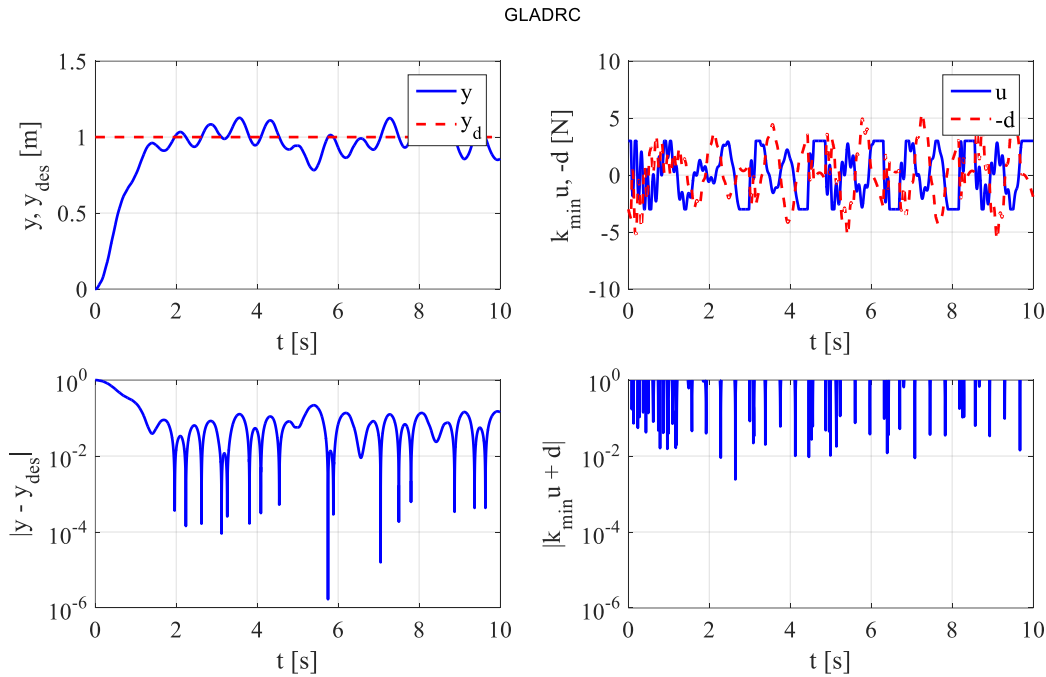 GLADRC
y, y_des [m]
1.5
1
0.5
0
y
y_d
0 2 4 6 8 10
t [s]
k_min u, -d [N]
10
5
0
-5
-10
u
-d
0 2 4 6 8 10
t [s]
|y - y_des|
10^0
10^-2
10^-4
10^-6
0 2 4 6 8 10
t [s]
|k_min u + d|
10^0
10^-2
10^-4
10^-6
0 2 4 6 8 10
t [s]